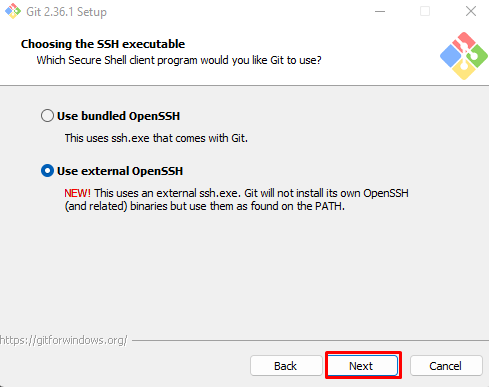 Git 2.36.1 Setup
Choosing the SSH executable
Which Secure Shell client program would you like Git to use?
Use bundled OpenSSH
This uses ssh.exe that comes with Git.
Use external OpenSSH
NEW! This uses an external ssh.exe. Git will not install its own OpenSSH
(and related) binaries but use them as found on the PATH.
https://gitforwindows.org/
Back Next Cancel